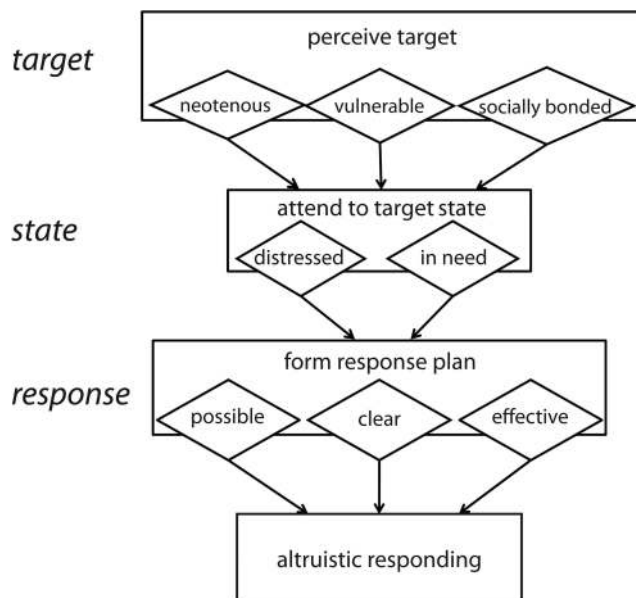 perceive target
target
neotenous
vulnerable
socially bonded
attend to target state
state
distressed
in need
form response plan
response
possible
clear
effective
altruistic responding